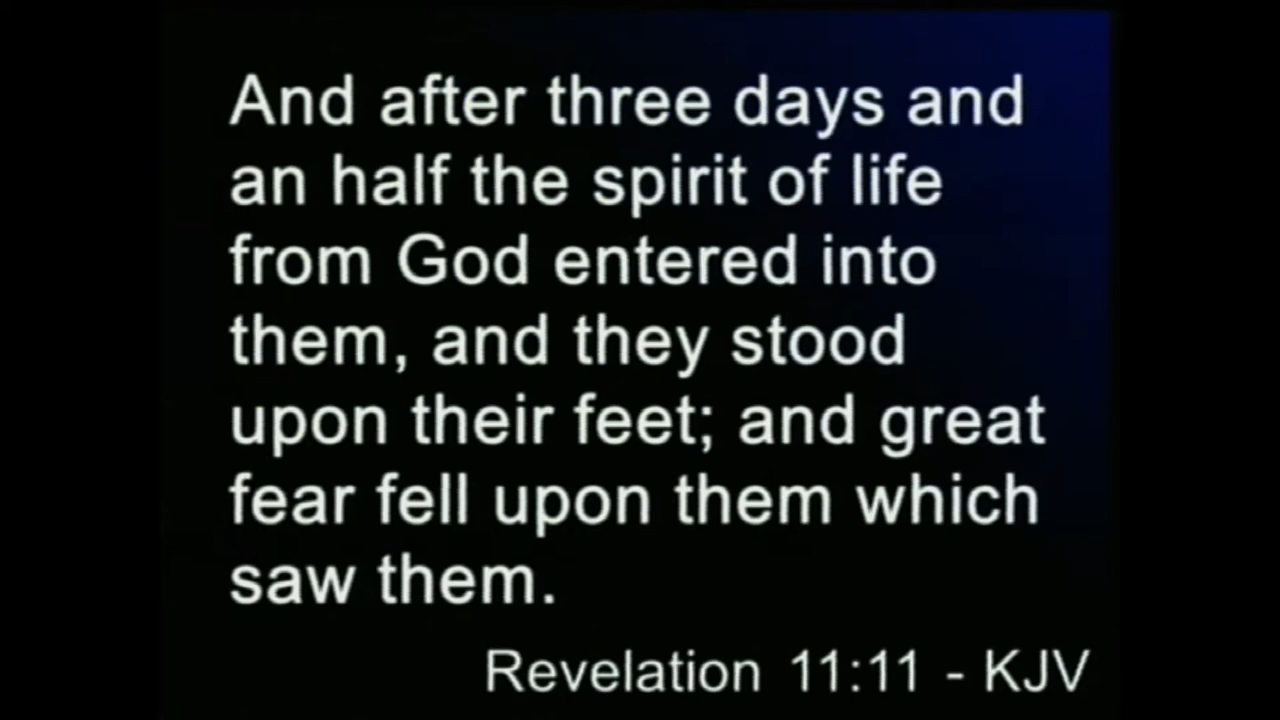 And after three days and
an half the spirit of life
from God entered into
them, and they stood
upon their feet; and great
fear fell upon them which
saw them.
Revelation 11:11 - KJV